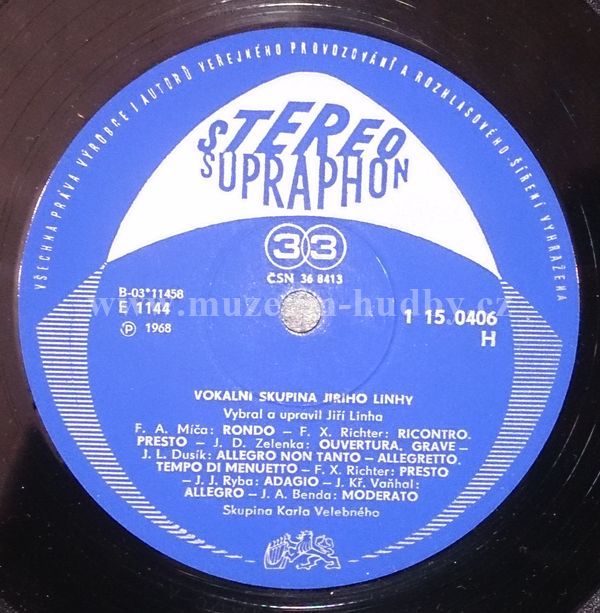 VŠECHNA PRÁVA VÝROBCE I AUTORŮ VEŘEJNÉHO PROVOZOVÁNÍ A ROZHLASOVÉHO ŠÍŘENÍ VYHRAZENA
STEREO
SUPRAPHON
33
ČSN 36 8413
B-03*11458
E 1144
Ⓟ 1968
www.muzeum-hudby.cz
1 15 0406
H
VOKÁLNÍ SKUPINA JIŘÍHO LINHY
Vybral a upravil Jiří Linha
F. A. Míča: RONDO – F. X. Richter: RICONTRO.
PRESTO – J. D. Zelenka: OUVERTURA. GRAVE –
J. L. Dusík: ALLEGRO NON TANTO – ALLEGRETTO.
TEMPO DI MENUETTO – F. X. Richter: PRESTO
– J. J. Ryba: ADAGIO – J. Kř. Vaňhal:
ALLEGRO – J. A. Benda: MODERATO
Skupina Karla Velebného